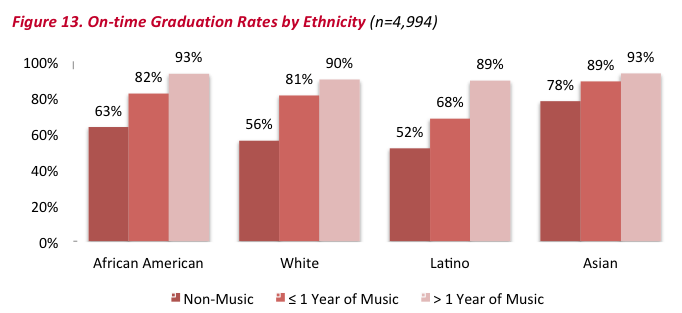 Figure 13. On-time Graduation Rates by Ethnicity (n=4,994)
100%
80%
60%
40%
20%
0%
63% 82% 93%
56% 81% 90%
52% 68% 89%
78% 89% 93%
African American White Latino Asian
Non-Music ≤ 1 Year of Music > 1 Year of Music